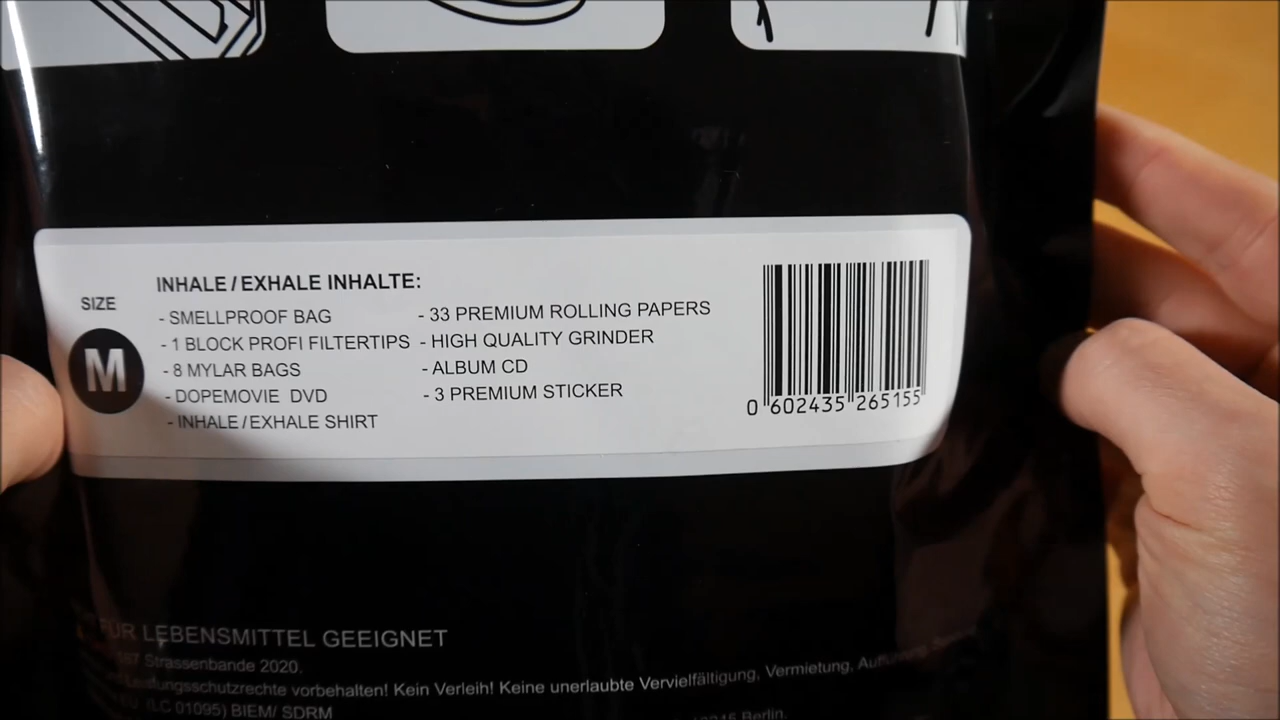 SIZE
M
INHALE/EXHALE INHALTE:
- SMELLPROOF BAG
- 1 BLOCK PROFI FILTERTIPS
- 8 MYLAR BAGS
- DOPEMOVIE DVD
- INHALE/EXHALE SHIRT
- 33 PREMIUM ROLLING PAPERS
- HIGH QUALITY GRINDER
- ALBUM CD
- 3 PREMIUM STICKER
0 602435 265155
FÜR LEBENSMITTEL GEEIGNET
187 Strassenbande 2020.
Leistungsschutzrechte vorbehalten! Kein Verleih! Keine unerlaubte Vervielfältigung, Vermietung,
(LC 01095) BIEM/ SDRM
Berlin.